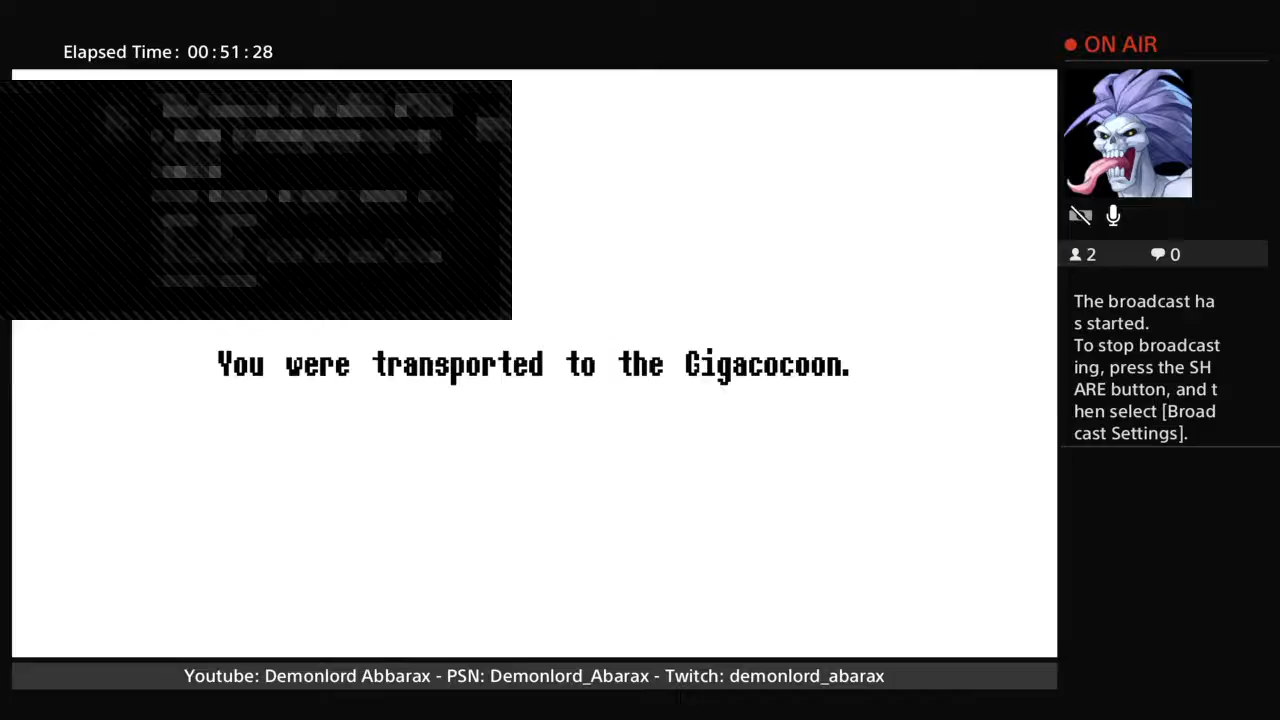 Elapsed Time: 00:51:28
ON AIR
2 0
The broadcast ha
s started.
To stop broadcast
ing, press the SH
ARE button, and t
hen select [Broad
cast Settings].
You were transported to the Gigacocoon.
Youtube: Demonlord Abbarax - PSN: Demonlord_Abarax - Twitch: demonlord_abarax